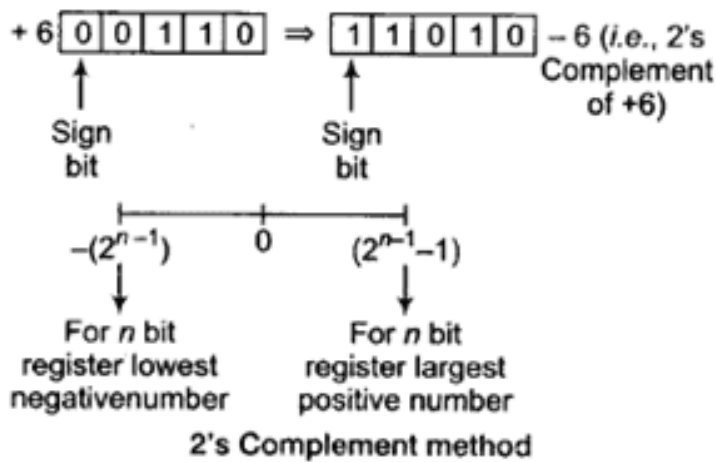 + 6 0 0 1 1 0 ⇒ 1 1 0 1 0 – 6 (i.e., 2's
Complement
of +6)
Sign
bit
Sign
bit
–(2ⁿ⁻¹) 0 (2ⁿ⁻¹–1)
For n bit
register lowest
negativenumber
For n bit
register largest
positive number
2's Complement method